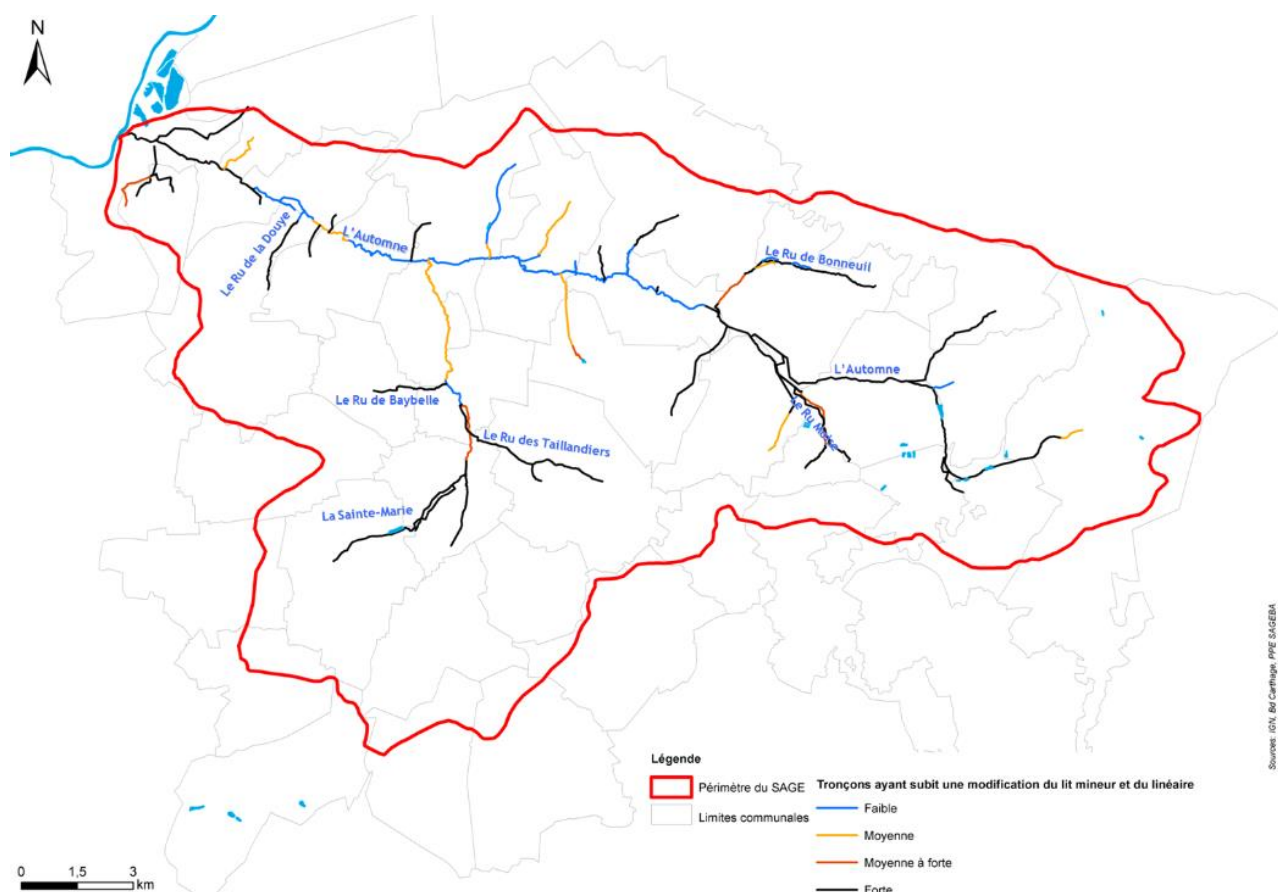 N
Le Ru de la Douye
L'Automne
Le Ru de Bonneuil
L'Automne
Le Ru de Baybelle
Le Ru Moise
Le Ru des Taillandiers
La Sainte-Marie
Sources: IGN, Bd Carthage, PPE SAGEBA
Légende
Périmètre du SAGE
Limites communales
Tronçons ayant subit une modification du lit mineur et du linéaire
Faible
Moyenne
Moyenne à forte
Forte
0 1,5 3
km